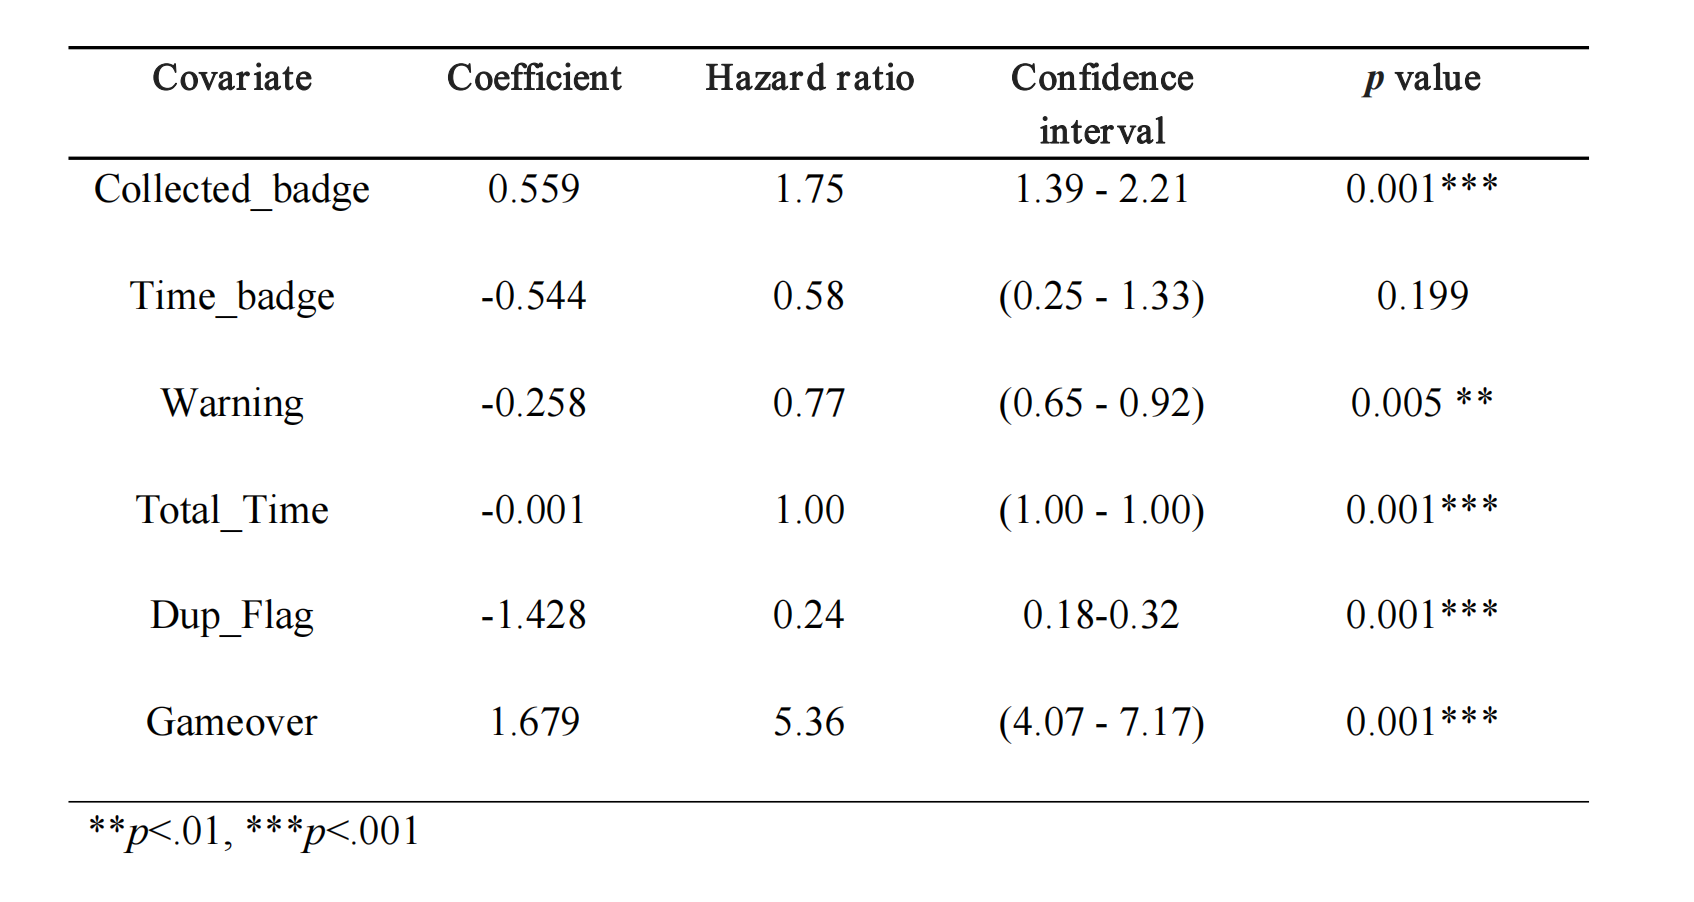 Covariate Coefficient Hazard ratio Confidence interval p value
Collected_badge 0.559 1.75 1.39 - 2.21 0.001***
Time_badge -0.544 0.58 (0.25 - 1.33) 0.199
Warning -0.258 0.77 (0.65 - 0.92) 0.005 **
Total_Time -0.001 1.00 (1.00 - 1.00) 0.001***
Dup_Flag -1.428 0.24 0.18-0.32 0.001***
Gameover 1.679 5.36 (4.07 - 7.17) 0.001***
**p<.01, ***p<.001